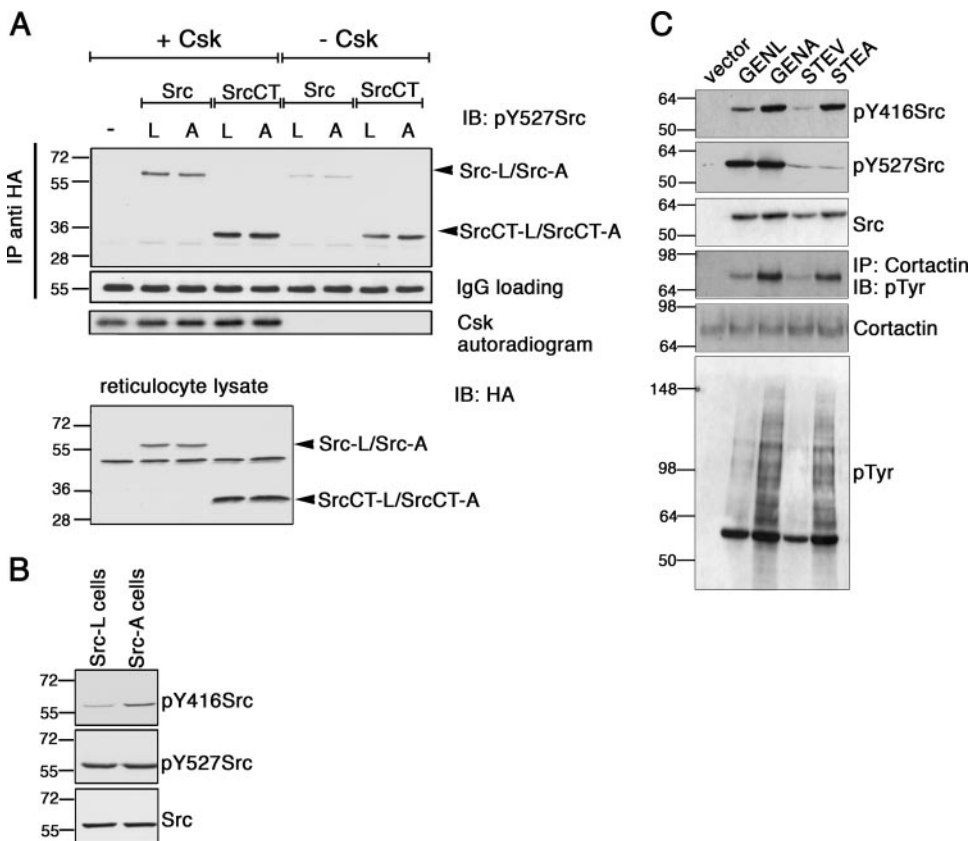 A
+ Csk - Csk
Src SrcCT Src SrcCT
- L A L A L A L A
IB: pY527Src
IP anti HA
72
55
36
28
Src-L/Src-A
SrcCT-L/SrcCT-A
55
IgG loading
Csk
autoradiogram
reticulocyte lysate
IB: HA
72
55
36
28
Src-L/Src-A
SrcCT-L/SrcCT-A
B
Src-L cells
Src-A cells
72
55
pY416Src
72
55
pY527Src
72
55
Src
C
vector
GENL
GENA
STEV
STEA
64
50
pY416Src
64
50
pY527Src
64
50
Src
98
64
IP: Cortactin
IB: pTyr
98
64
Cortactin
148
98
64
50
pTyr